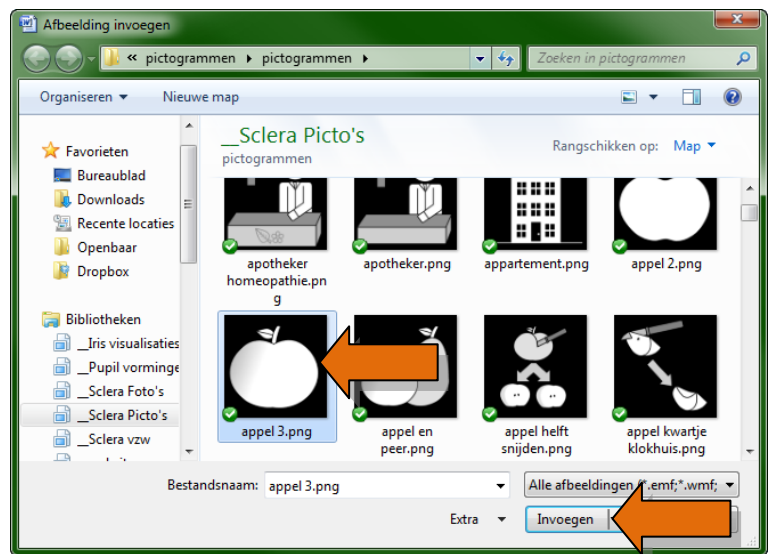 Afbeelding invoegen
« pictogrammen pictogrammen
Zoeken in pictogrammen
Organiseren Nieuwe map
Favorieten
Bureaublad
Downloads
Recente locaties
Openbaar
Dropbox
Bibliotheken
__Iris visualisaties
__Pupil vorminge
__Sclera Foto's
__Sclera Picto's
__Sclera vzw
__Sclera Picto's
pictogrammen
Rangschikken op: Map
apotheker
homeopathie.pn
g
apotheker.png
appartement.png
appel 2.png
appel 3.png
appel en
peer.png
appel helft
snijden.png
appel kwartje
klokhuis.png
Bestandsnaam: appel 3.png
Alle afbeeldingen (*.emf;*.wmf;
Extra
Invoegen